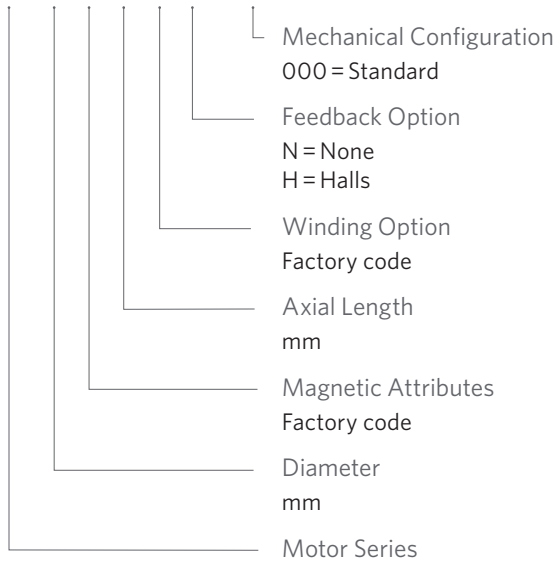 Mechanical Configuration
000 = Standard
Feedback Option
N = None
H = Halls
Winding Option
Factory code
Axial Length
mm
Magnetic Attributes
Factory code
Diameter
mm
Motor Series